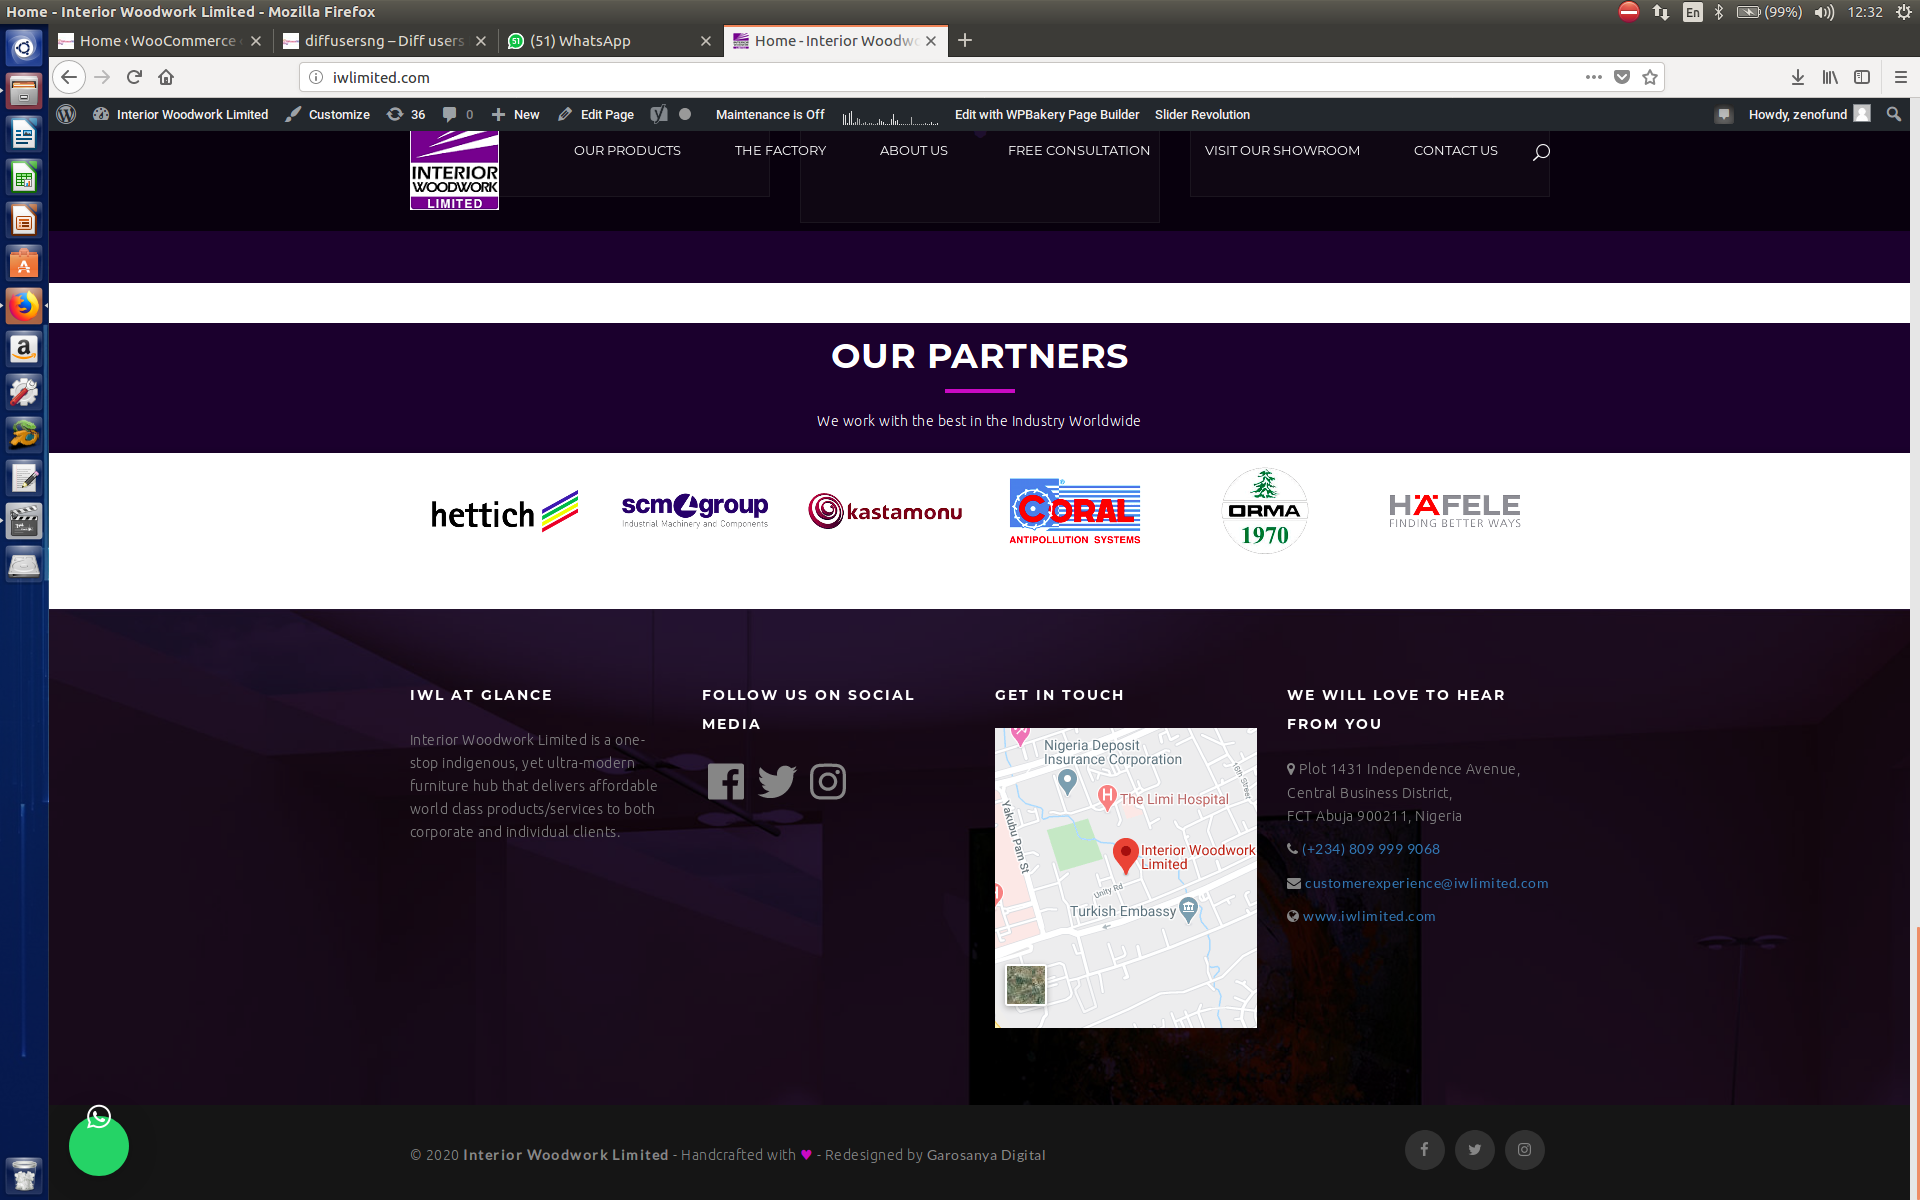 Home - Interior Woodwork Limited - Mozilla Firefox
En
(99%)
12:32
Home ‹ WooCommerce
diffusersng – Diff users
(51) WhatsApp
Home - Interior Woodwo
iwlimited.com
Interior Woodwork Limited
Customize
36
0
New
Edit Page
Maintenance is Off
Edit with WPBakery Page Builder
Slider Revolution
Howdy, zenofund
INTERIOR
WOODWORK
LIMITED
OUR PRODUCTS
THE FACTORY
ABOUT US
FREE CONSULTATION
VISIT OUR SHOWROOM
CONTACT US
OUR PARTNERS
We work with the best in the Industry Worldwide
hettich
scm group
Industrial Machinery and Components
kastamonu
CORAL
ANTIPOLLUTION SYSTEMS
ORMA
1970
HÄFELE
FINDING BETTER WAYS
IWL AT GLANCE
Interior Woodwork Limited is a one-
stop indigenous, yet ultra-modern
furniture hub that delivers affordable
world class products/services to both
corporate and individual clients.
FOLLOW US ON SOCIAL
MEDIA
GET IN TOUCH
Nigeria Deposit
Insurance Corporation
16th Street
The Limi Hospital
Yakubu Pam St
Interior Woodwork
Limited
Unity Rd
Turkish Embassy
WE WILL LOVE TO HEAR
FROM YOU
Plot 1431 Independence Avenue,
Central Business District,
FCT Abuja 900211, Nigeria
(+234) 809 999 9068
customerexperience@iwlimited.com
www.iwlimited.com
© 2020 Interior Woodwork Limited - Handcrafted with ♥ - Redesigned by Garosanya Digital